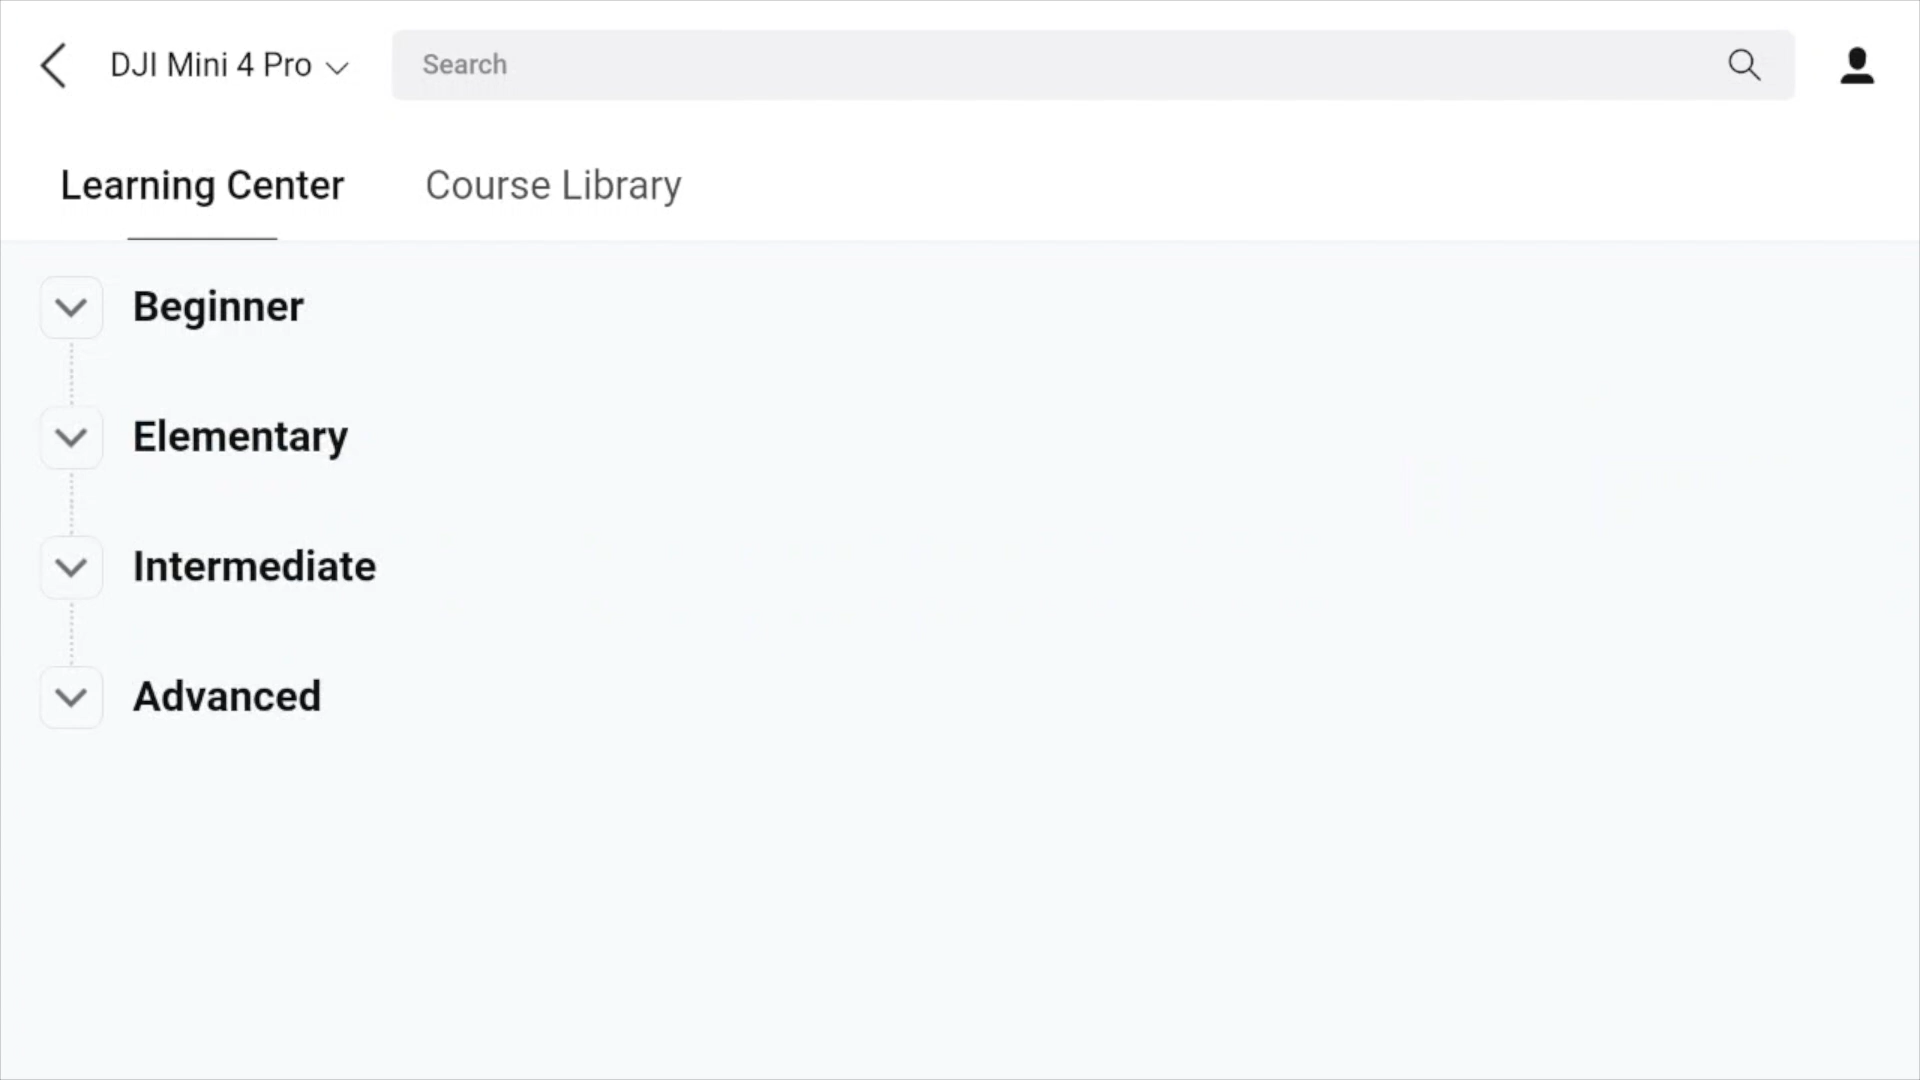 DJI Mini 4 Pro
Search
Learning Center
Course Library
Beginner
Elementary
Intermediate
Advanced